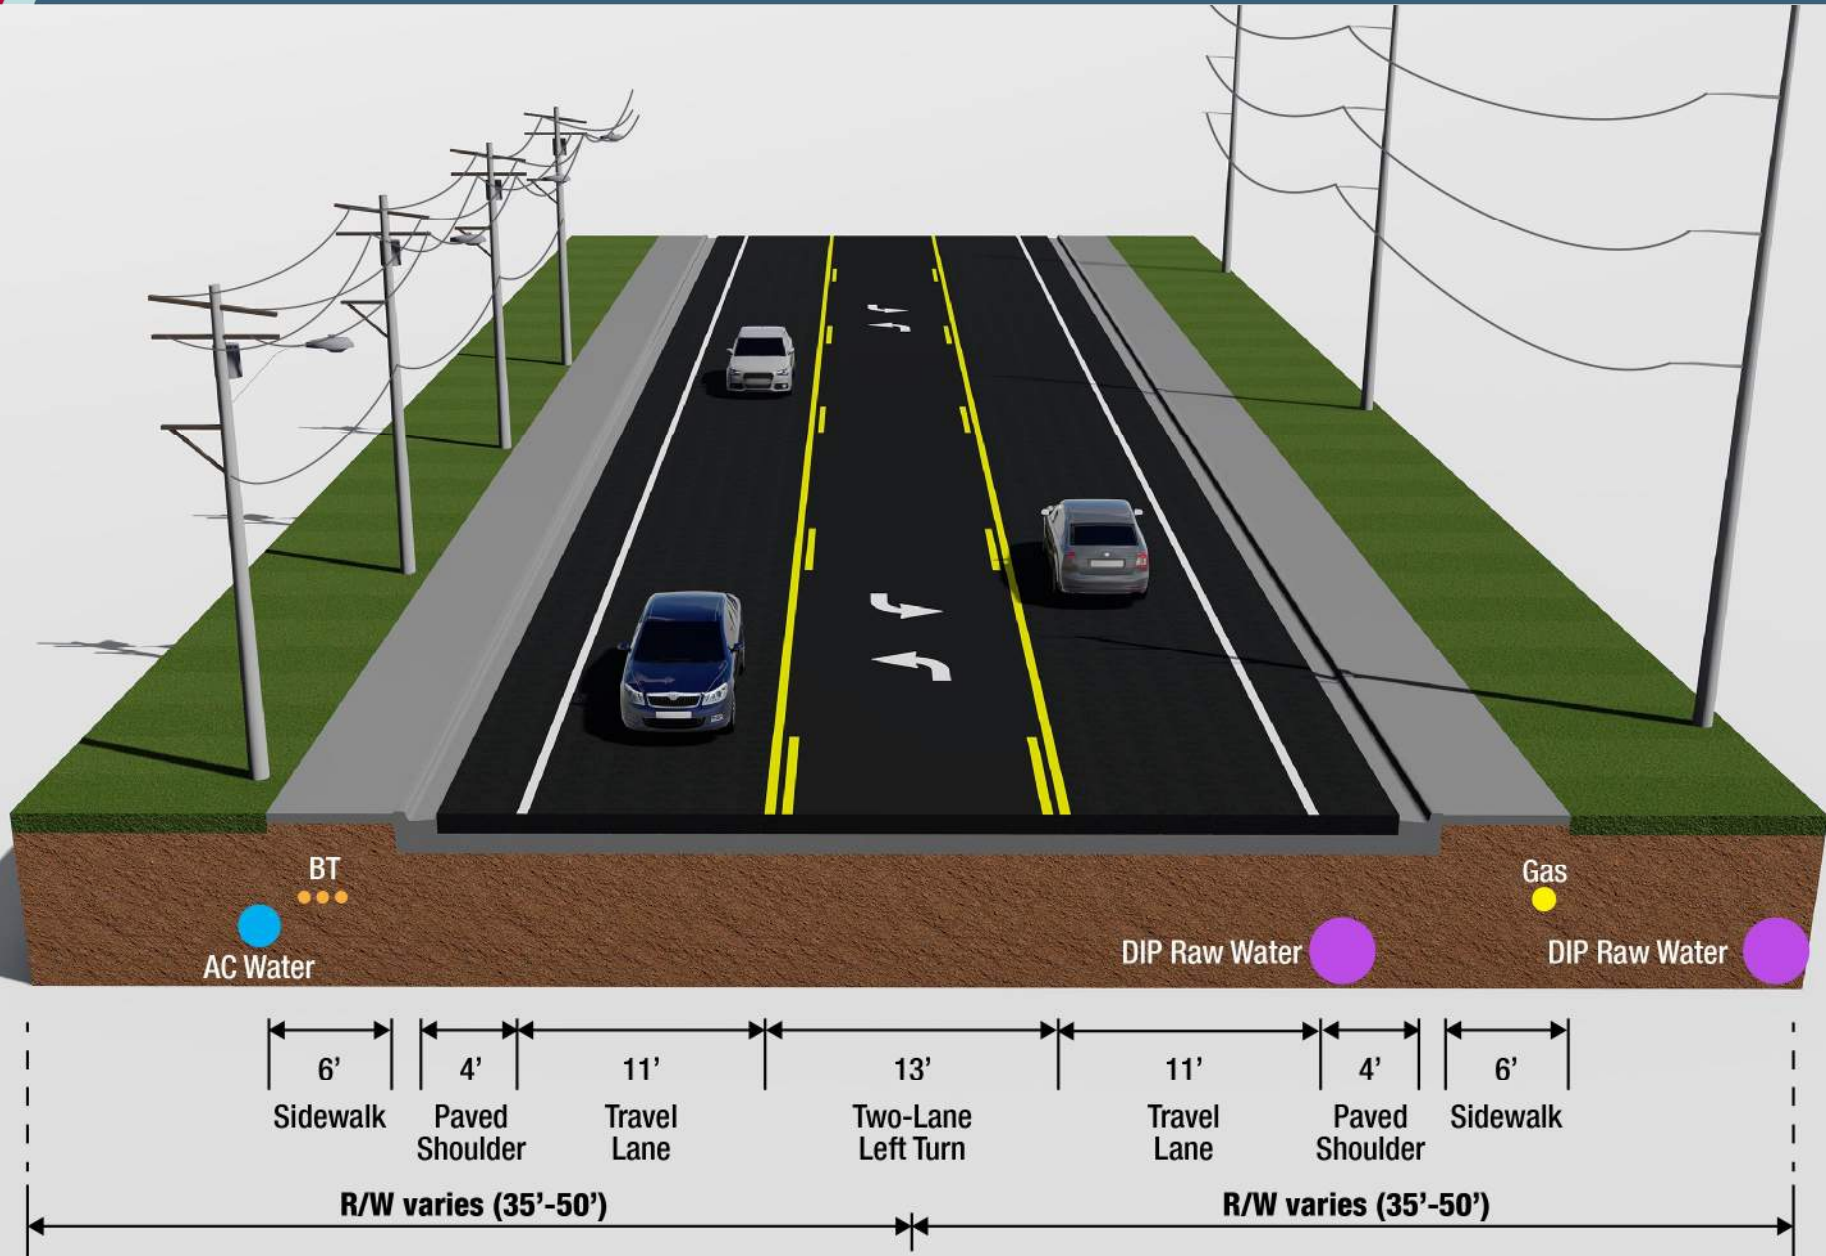 BT
Gas
AC Water
DIP Raw Water
DIP Raw Water
6’
4’
11’
13’
11’
4’
6’
Sidewalk
Paved
Shoulder
Travel
Lane
Two-Lane
Left Turn
Travel
Lane
Paved
Shoulder
Sidewalk
R/W varies (35’-50’)
R/W varies (35’-50’)